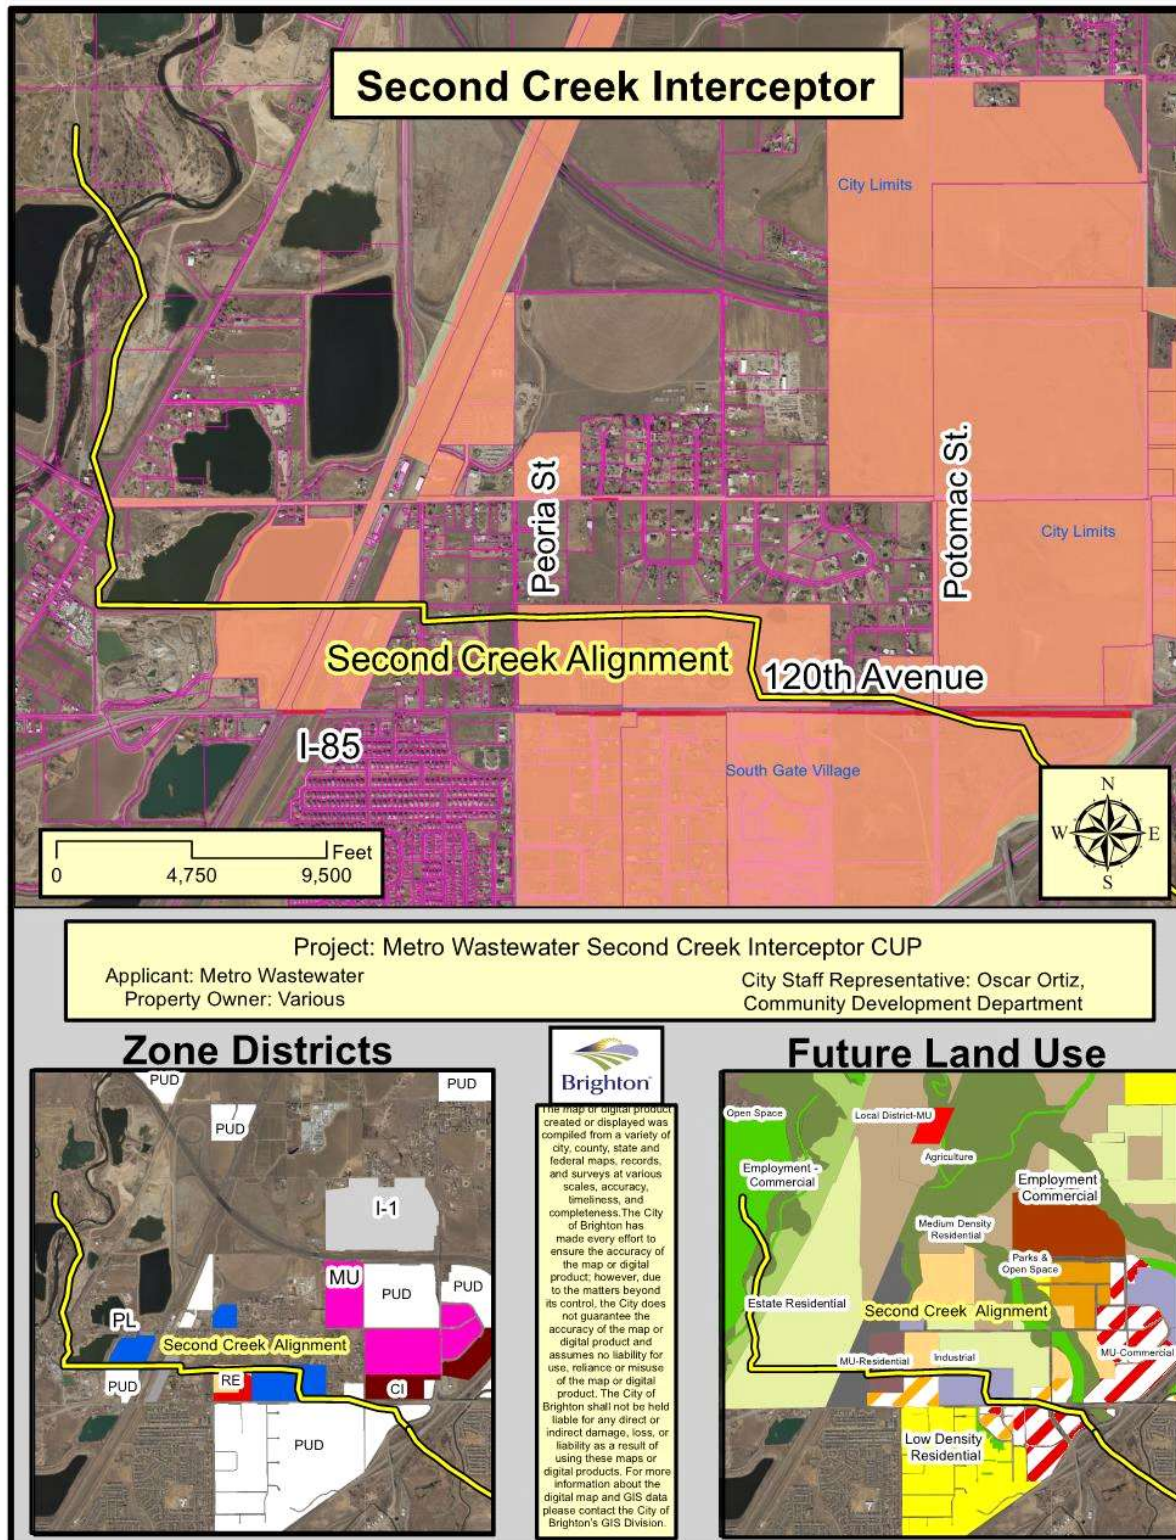 Second Creek Interceptor
City Limits
Peoria St
Potomac St.
City Limits
Second Creek Alignment
120th Avenue
I-85
South Gate Village
Feet
0 4,750 9,500
N
W E
S
Project: Metro Wastewater Second Creek Interceptor CUP
Applicant: Metro Wastewater
Property Owner: Various
City Staff Representative: Oscar Ortiz,
Community Development Department
Zone Districts
PUD
PUD
PUD
I-1
MU
PUD
PUD
PL
Second Creek Alignment
PUD
RE
CI
PUD
Brighton
The map or digital product
created or displayed was
compiled from a variety of
city, county, state and
federal maps, records,
and surveys at various
scales, accuracy,
timeliness, and
completeness.The City
of Brighton has
made every effort to
ensure the accuracy of
the map or digital
product; however, due
to the matters beyond
its control, the City does
not guarantee the
accuracy of the map or
digital product and
assumes no liability for
use, reliance or misuse
of the map or digital
product. The City of
Brighton shall not be held
liable for any direct or
indirect damage, loss, or
liability as a result of
using these maps or
digital products. For more
information about the
digital map and GIS data
please contact the City of
Brighton's GIS Division.
Future Land Use
Open Space
Local District-MU
Agriculture
Employment -
Commercial
Employment
Commercial
Medium Density
Residential
Parks &
Open Space
Estate Residential
Second Creek Alignment
MU-Residential
Industrial
MU-Commercial
Low Density
Residential